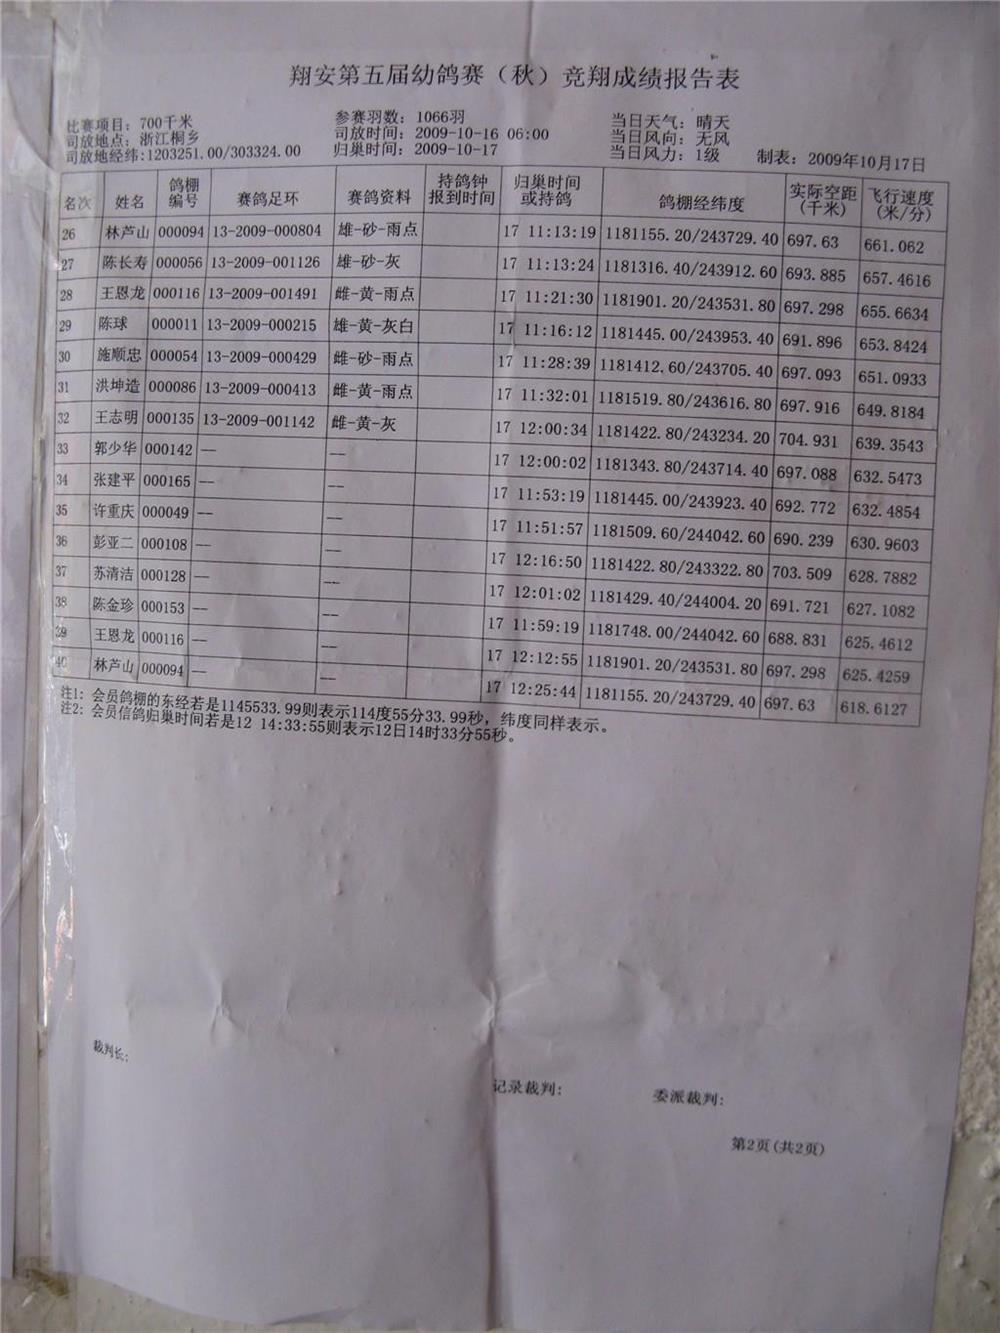 翔安第五届幼鸽赛（秋）竞翔成绩报告表
比赛项目: 700千米 参赛羽数: 1066羽 当日天气: 晴天
司放地点: 浙江桐乡 司放时间: 2009-10-16 06:00 当日风向: 无风
司放地经纬:1203251.00/303324.00 归巢时间: 2009-10-17 当日风力: 1级 制表: 2009年10月17日
名次 姓名 鸽棚编号 赛鸽足环 赛鸽资料 持鸽钟报到时间 归巢时间或持鸽 鸽棚经纬度 实际空距(千米) 飞行速度(米/分)
26 林芦山 000094 13-2009-000804 雄-砂-雨点 17 11:13:19 1181155.20/243729.40 697.63 661.062
27 陈长寿 000056 13-2009-001126 雄-砂-灰 17 11:13:24 1181316.40/243912.60 693.885 657.4616
28 王恩龙 000116 13-2009-001491 雌-黄-雨点 17 11:21:30 1181901.20/243531.80 697.298 655.6634
29 陈球 000011 13-2009-000215 雄-黄-灰白 17 11:16:12 1181445.00/243953.40 691.896 653.8424
30 施顺忠 000054 13-2009-000429 雌-砂-雨点 17 11:28:39 1181412.60/243705.40 697.093 651.0933
31 洪坤造 000086 13-2009-000413 雌-黄-雨点 17 11:32:01 1181519.80/243616.80 697.916 649.8184
32 王志明 000135 13-2009-001142 雌-黄-灰 17 12:00:34 1181422.80/243234.20 704.931 639.3543
33 郭少华 000142 — — 17 12:00:02 1181343.80/243714.40 697.088 632.5473
34 张建平 000165 — — 17 11:53:19 1181445.00/243923.40 692.772 632.4854
35 许重庆 000049 — — 17 11:51:57 1181509.60/244042.60 690.239 630.9603
36 彭亚二 000108 — — 17 12:16:50 1181422.80/243322.80 703.509 628.7882
37 苏清洁 000128 — — 17 12:01:02 1181429.40/244004.20 691.721 627.1082
38 陈金珍 000153 — — 17 11:59:19 1181748.00/244042.60 688.831 625.4612
39 王恩龙 000116 — — 17 12:12:55 1181901.20/243531.80 697.298 625.4259
40 林芦山 000094 — — 17 12:25:44 1181155.20/243729.40 697.63 618.6127
注1: 会员鸽棚的东经若是1145533.99则表示114度55分33.99秒，纬度同样表示。
注2: 会员信鸽归巢时间若是12 14:33:55则表示12日14时33分55秒。
裁判长:
记录裁判: 委派裁判:
第2页(共2页)